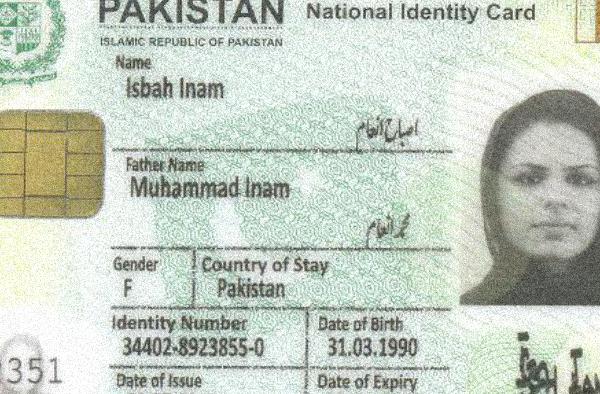 PAKISTAN National Identity Card
ISLAMIC REPUBLIC OF PAKISTAN
Name
Isbah Inam
اصباح انعام
Father Name
Muhammad Inam
محمد انعام
Gender Country of Stay
F Pakistan
Identity Number Date of Birth
34402-8923855-0 31.03.1990
Date of Issue Date of Expiry
351